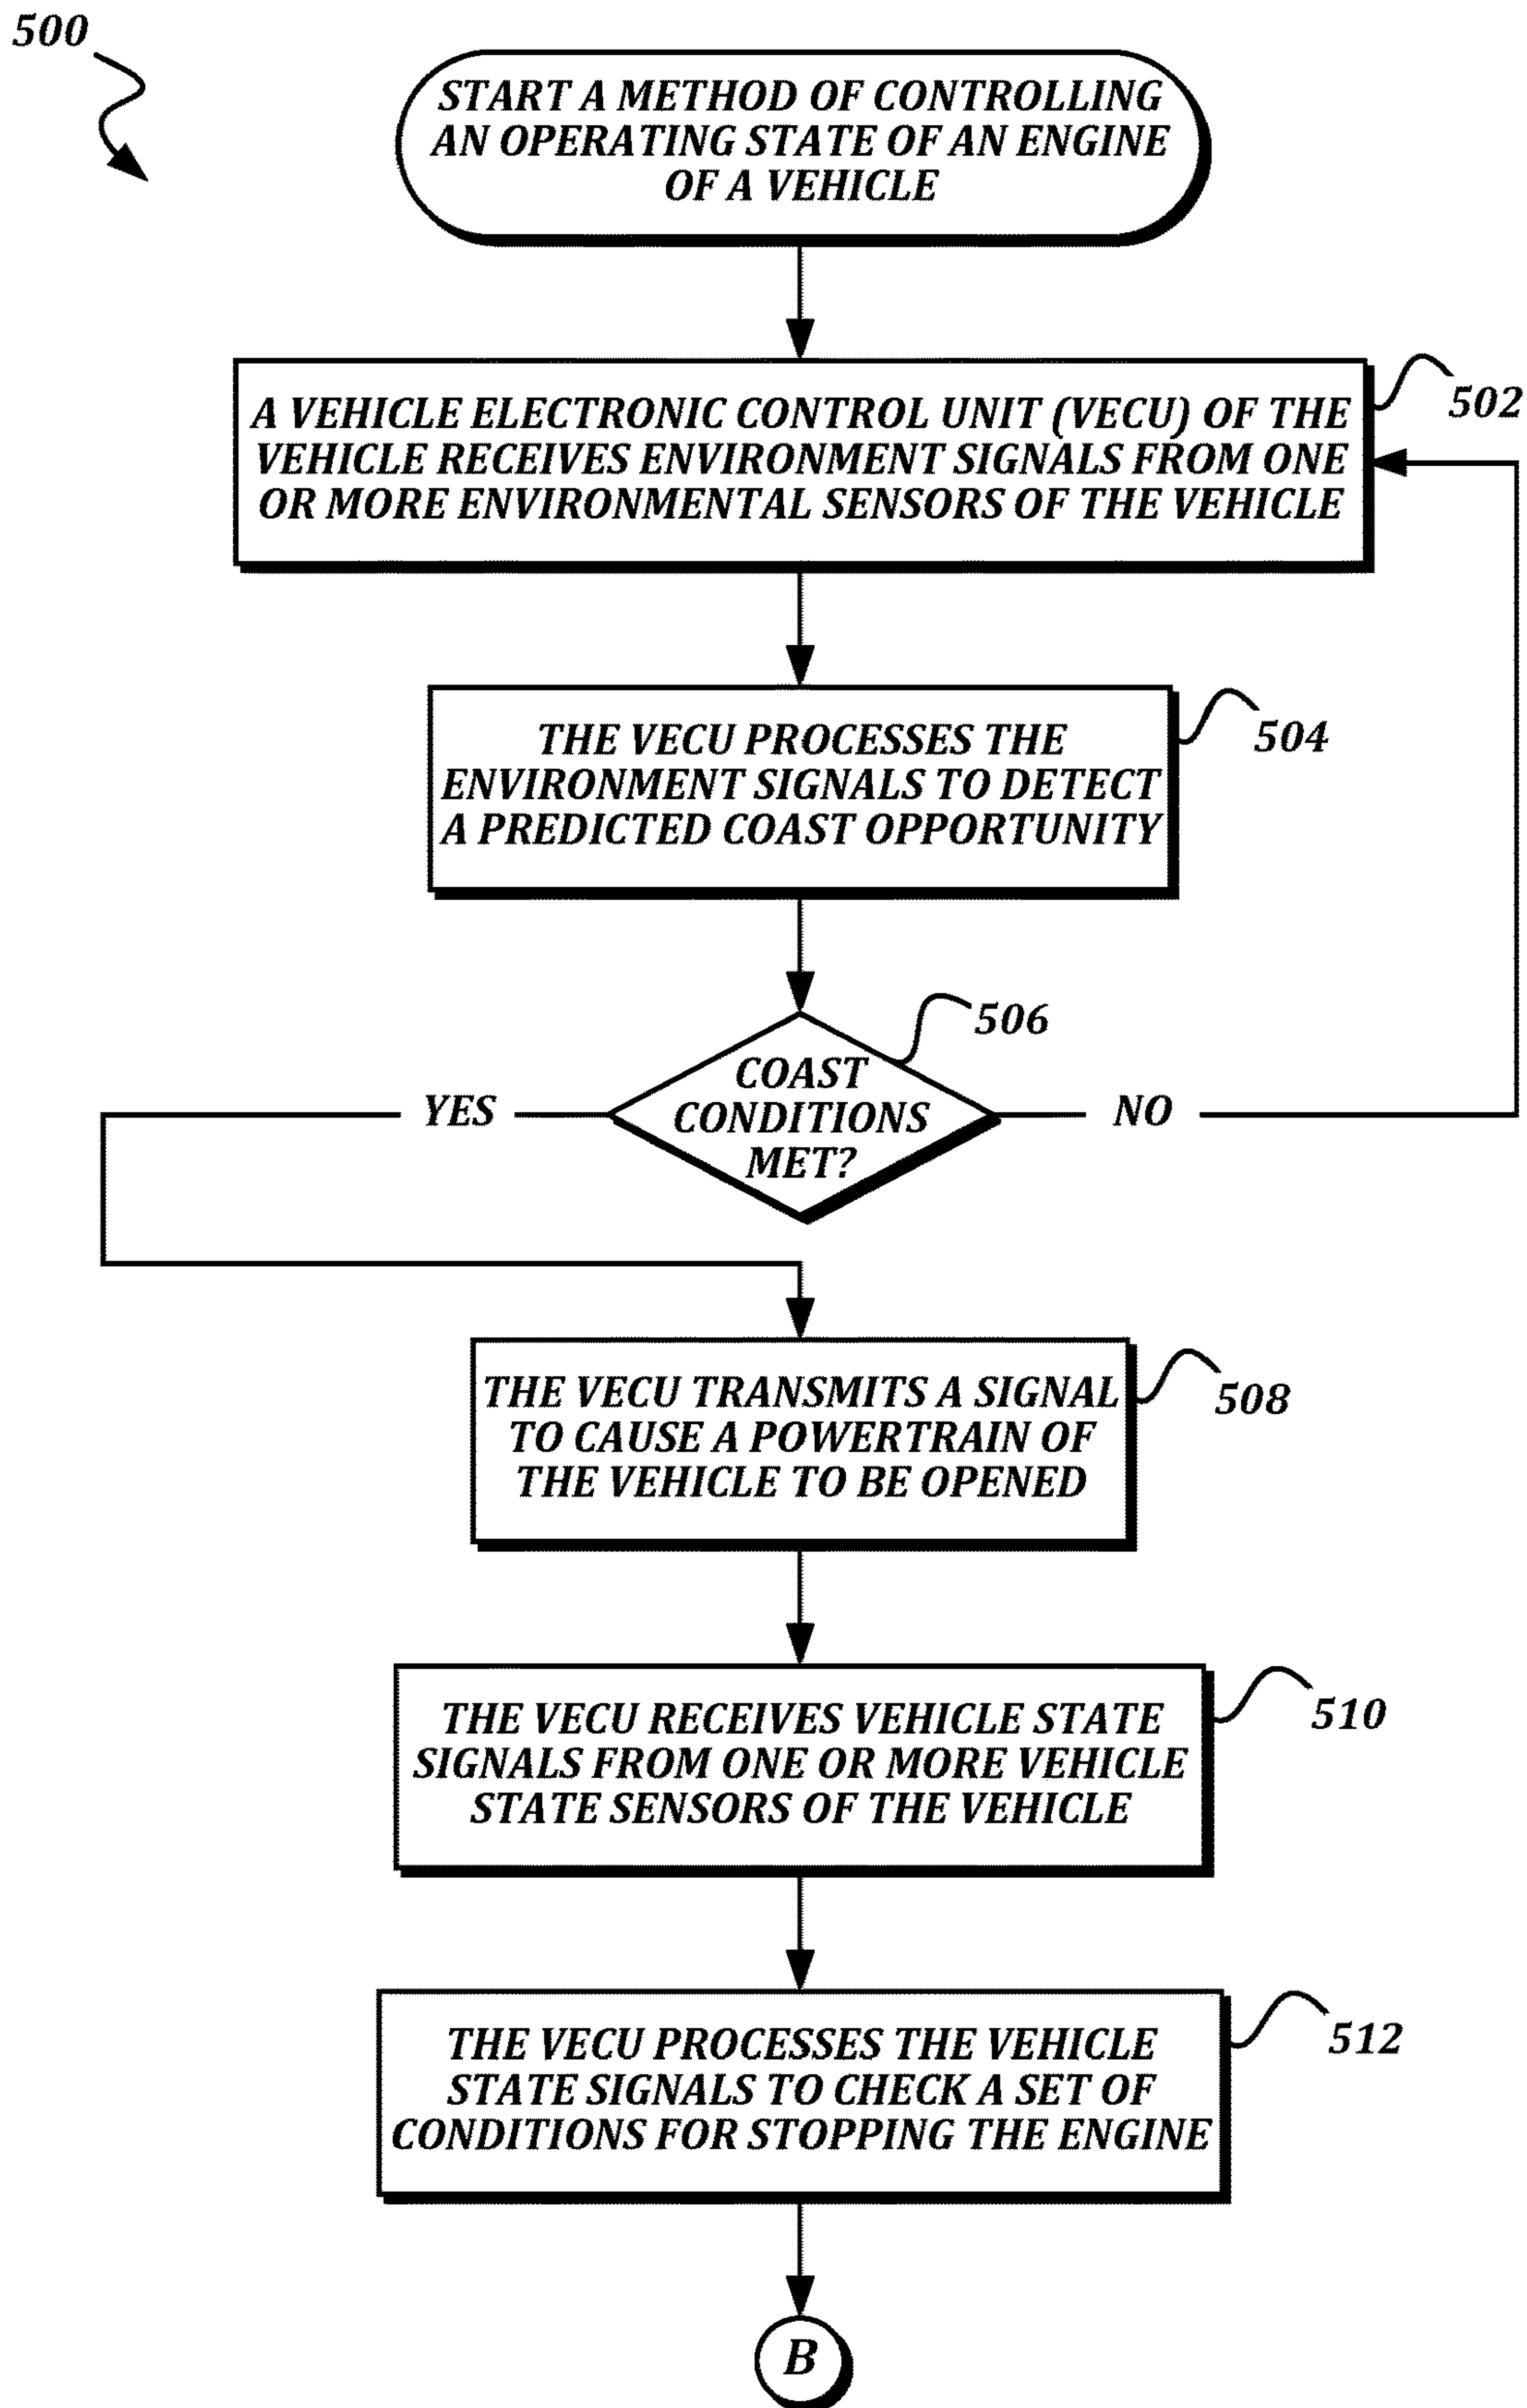 500
START A METHOD OF CONTROLLING
AN OPERATING STATE OF AN ENGINE
OF A VEHICLE
A VEHICLE ELECTRONIC CONTROL UNIT (VECU) OF THE
VEHICLE RECEIVES ENVIRONMENT SIGNALS FROM ONE
OR MORE ENVIRONMENTAL SENSORS OF THE VEHICLE
502
THE VECU PROCESSES THE
ENVIRONMENT SIGNALS TO DETECT
A PREDICTED COAST OPPORTUNITY
504
COAST
CONDITIONS
MET?
506
YES
NO
THE VECU TRANSMITS A SIGNAL
TO CAUSE A POWERTRAIN OF
THE VEHICLE TO BE OPENED
508
THE VECU RECEIVES VEHICLE STATE
SIGNALS FROM ONE OR MORE VEHICLE
STATE SENSORS OF THE VEHICLE
510
THE VECU PROCESSES THE VEHICLE
STATE SIGNALS TO CHECK A SET OF
CONDITIONS FOR STOPPING THE ENGINE
512
B